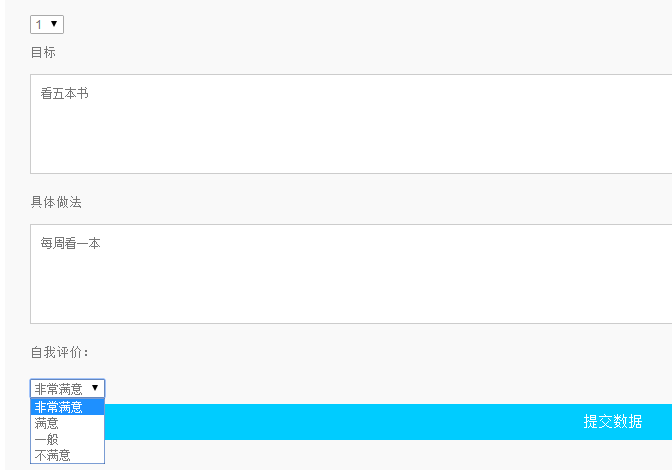 1
目标
看五本书
具体做法
每周看一本
自我评价：
非常满意
非常满意
满意
一般
不满意
提交数据